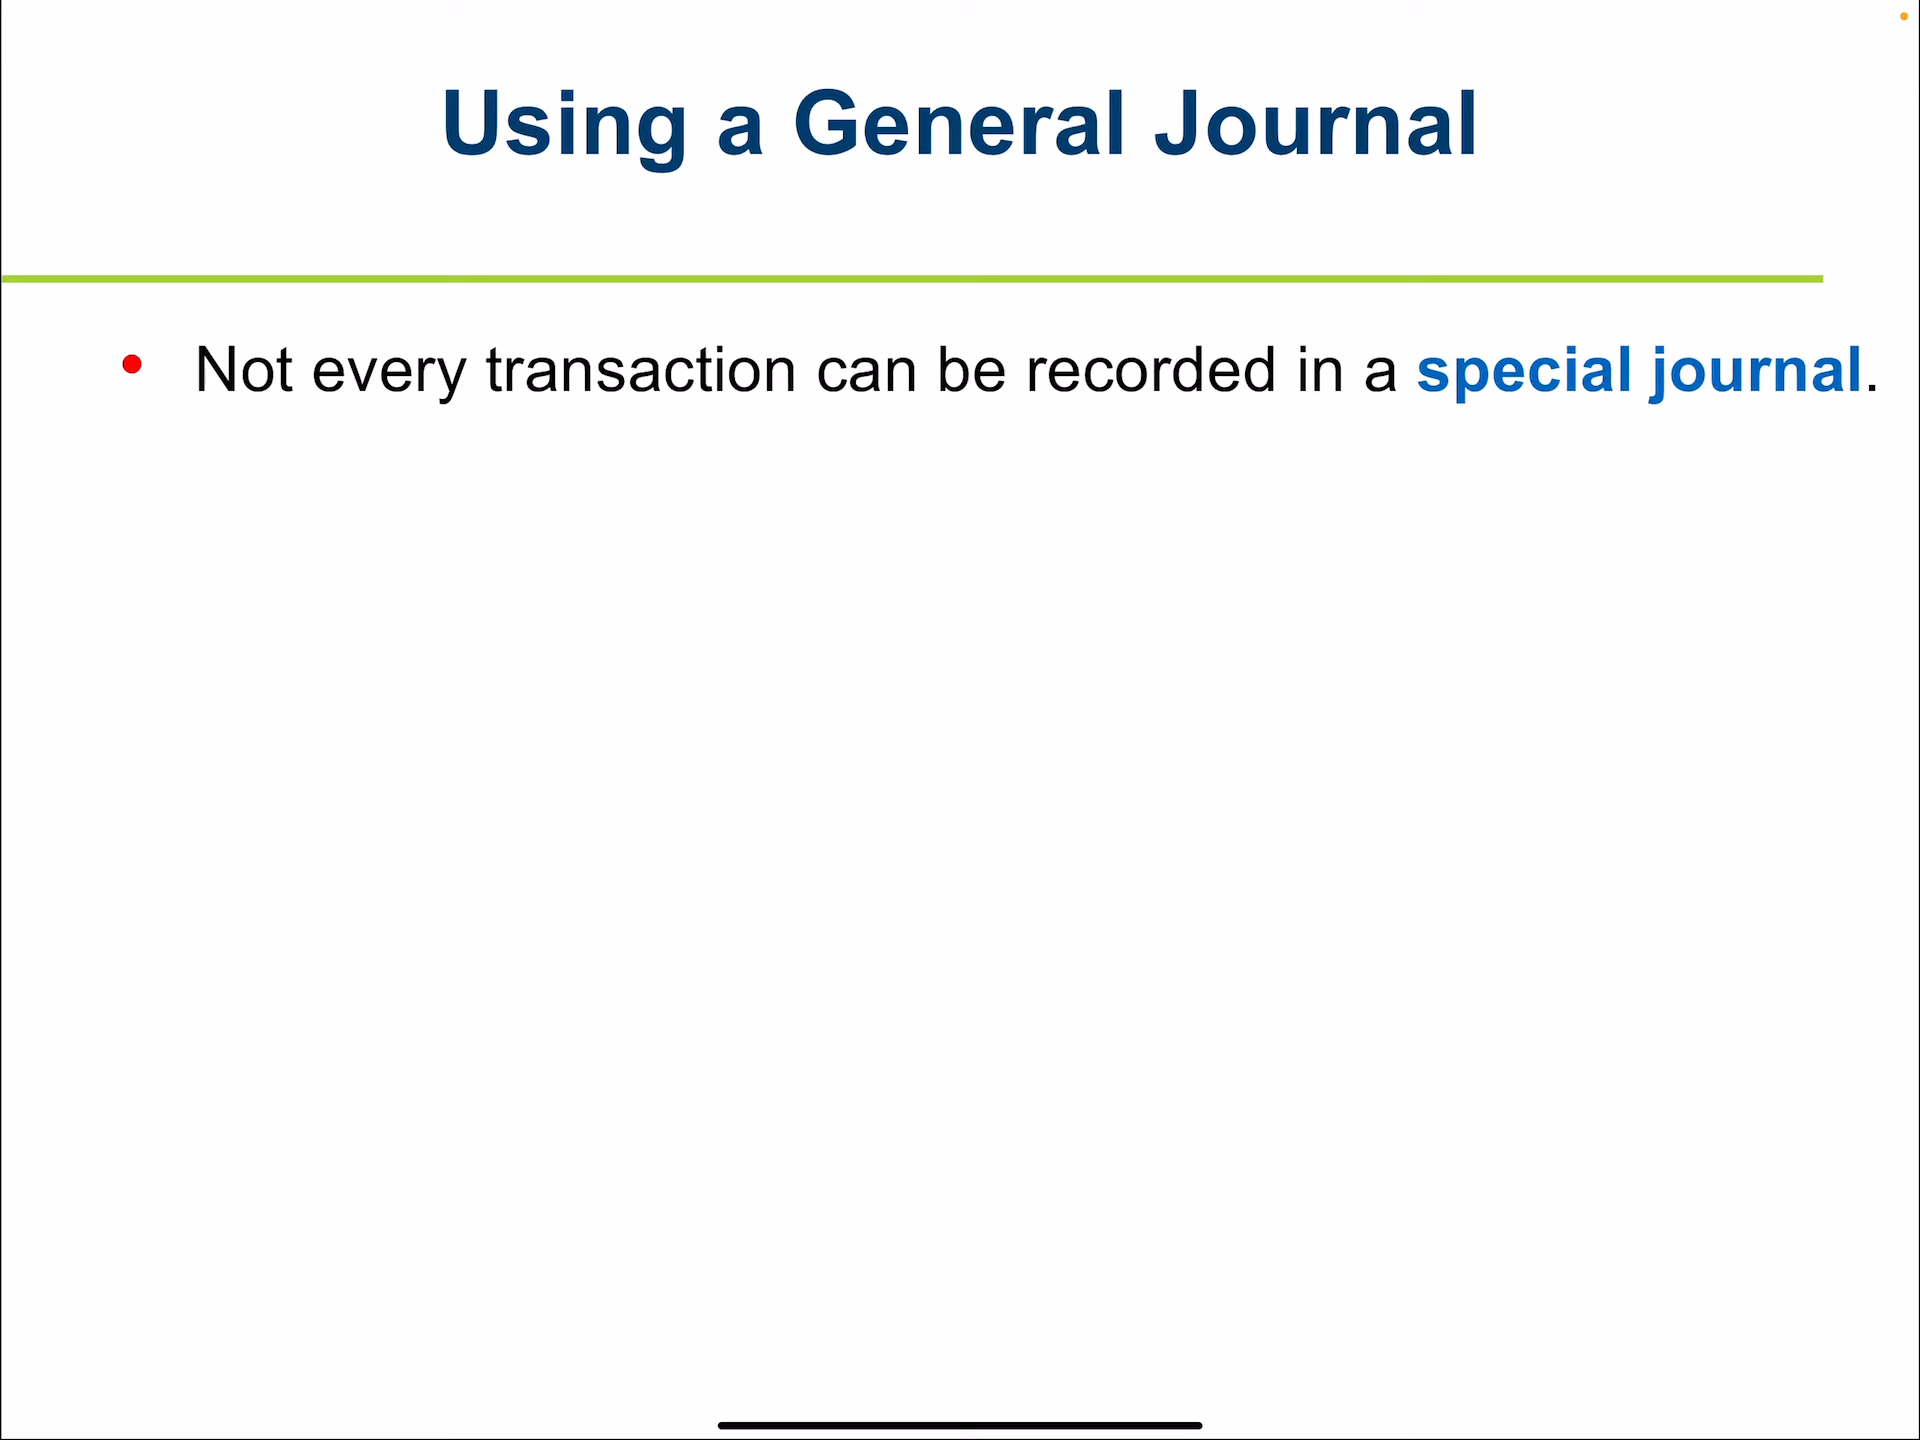 Using a General Journal
• Not every transaction can be recorded in a special journal.